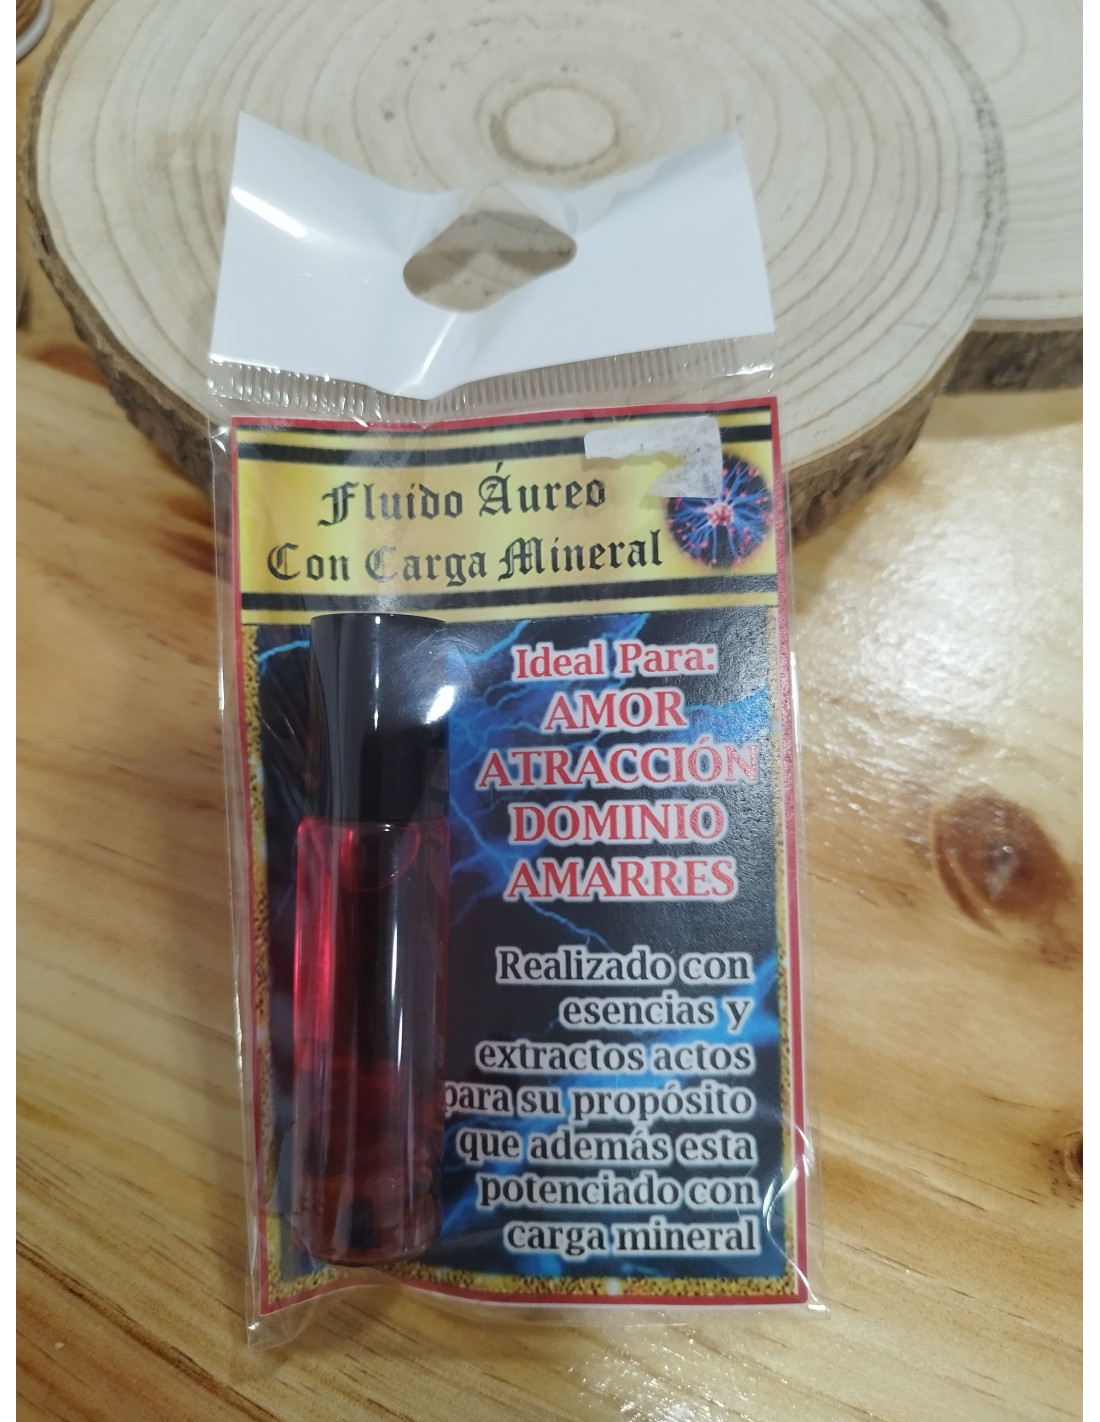 Fluido Áureo
Con Carga Mineral
Ideal Para:
AMOR
ATRACCIÓN
DOMINIO
AMARRES
Realizado con
esencias y
extractos actos
para su propósito
que además esta
potenciado con
carga mineral